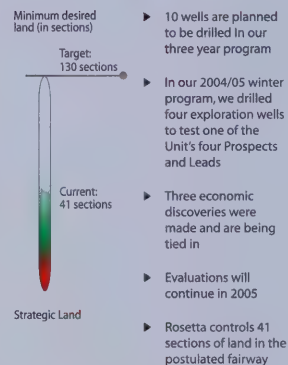 Minimum desired
land (in sections)
Target:
130 sections
Current:
41 sections
Strategic Land
▶ 10 wells are planned
to be drilled In our
three year program
▶ In our 2004/05 winter
program, we drilled
four exploration wells
to test one of the
Unit's four Prospects
and Leads
▶ Three economic
discoveries were
made and are being
tied in
▶ Evaluations will
continue in 2005
▶ Rosetta controls 41
sections of land in the
postulated fairway